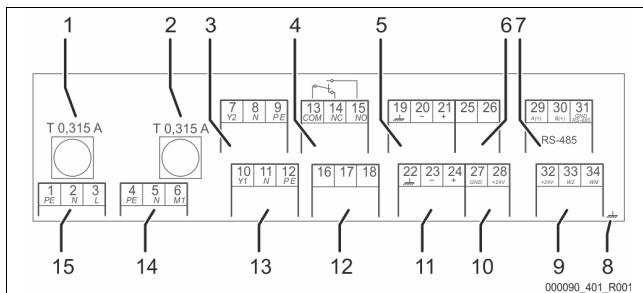 1 2 3 4 5 6 7
T 0,315 A T 0,315 A
7 8 9 13 14 15 19 20 21 25 26 29 30 31
Y2 N PE COM NC NO − + A(+) B(+) GND RS-485
RS-485
10 11 12 16 17 18 22 23 24 27 28 32 33 34
Y1 N PE − + GND +24V +24V WZ WM
1 2 3 4 5 6
PE N L PE N M1
15 14 13 12 11 10 9 8
000090_401_R001